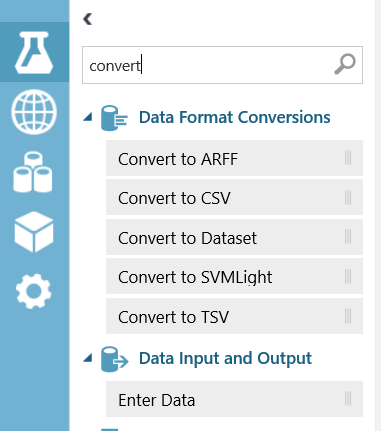 convert
Data Format Conversions
Convert to ARFF
Convert to CSV
Convert to Dataset
Convert to SVMLight
Convert to TSV
Data Input and Output
Enter Data